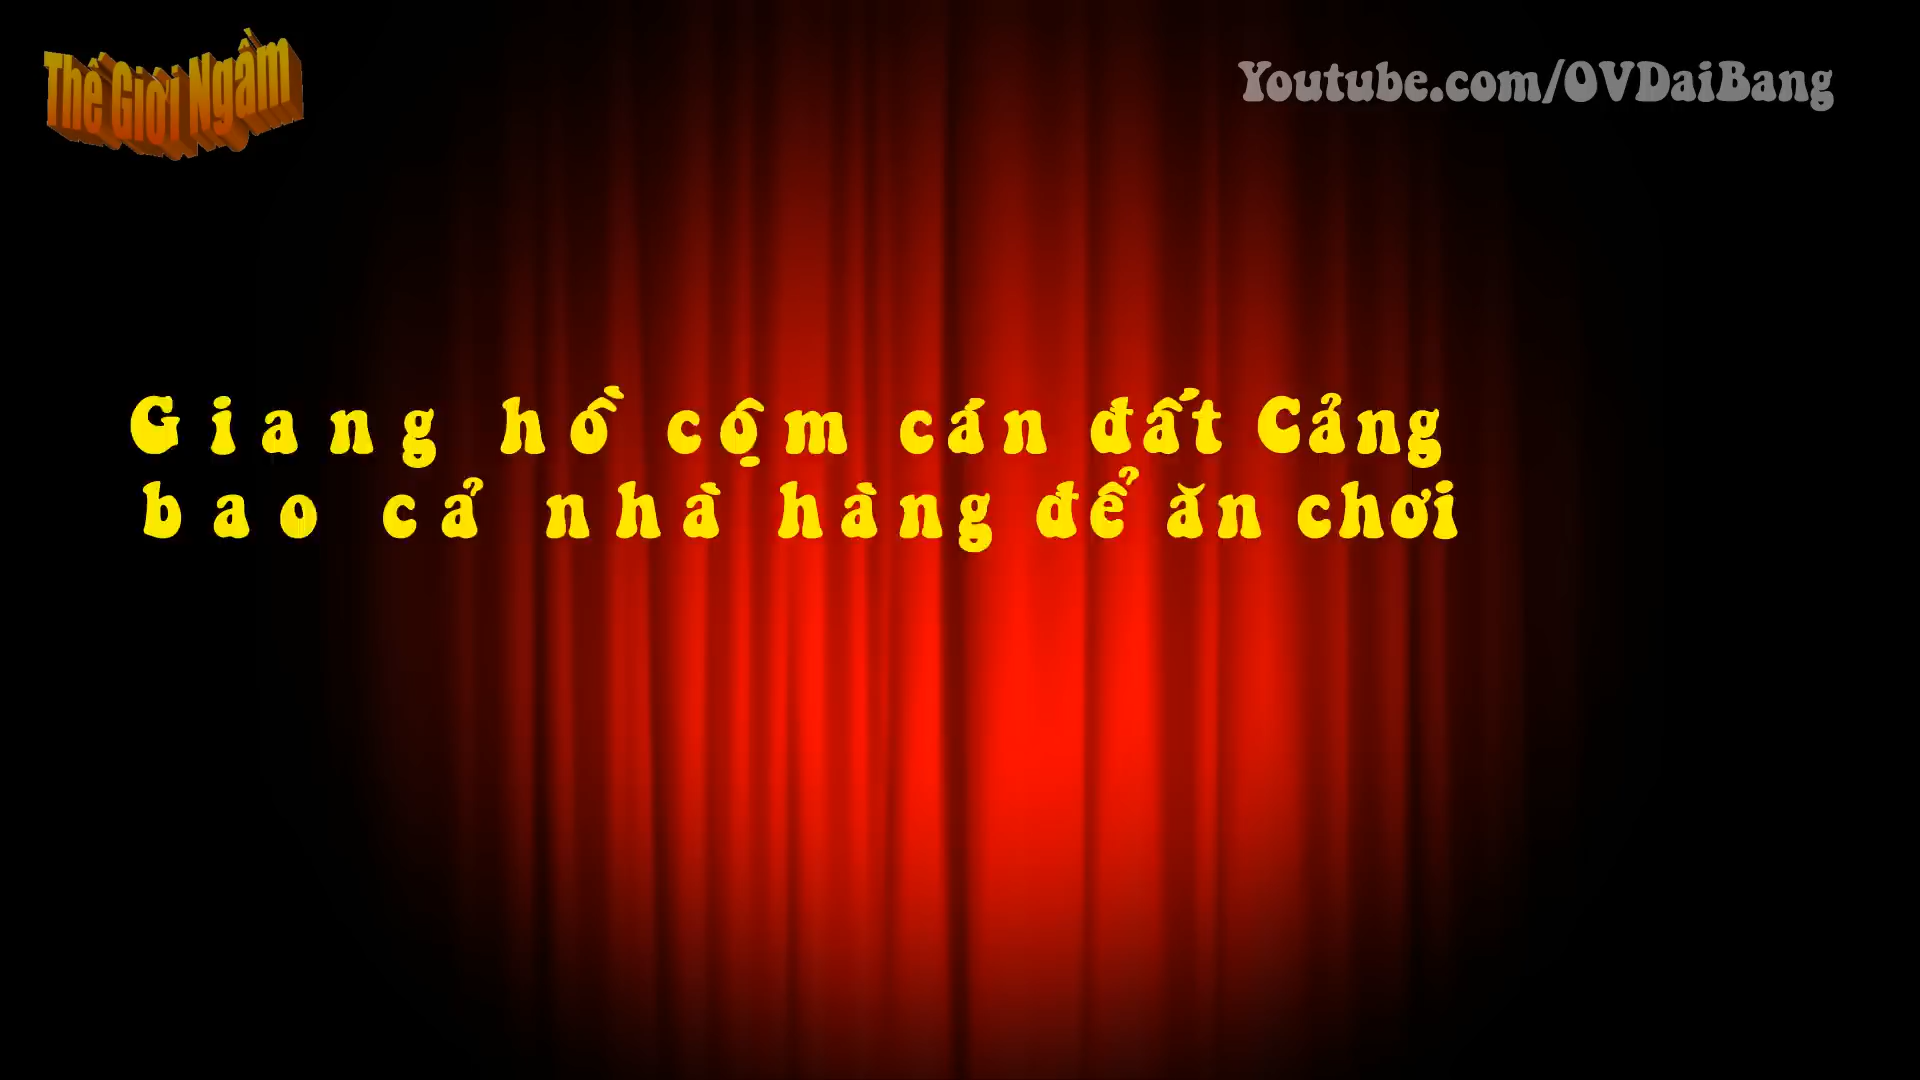 Thế Giới Ngầm
Youtube.com/OVDaiBang
Giang hồ cộm cán đất Cảng
bao cả nhà hàng để ăn chơi